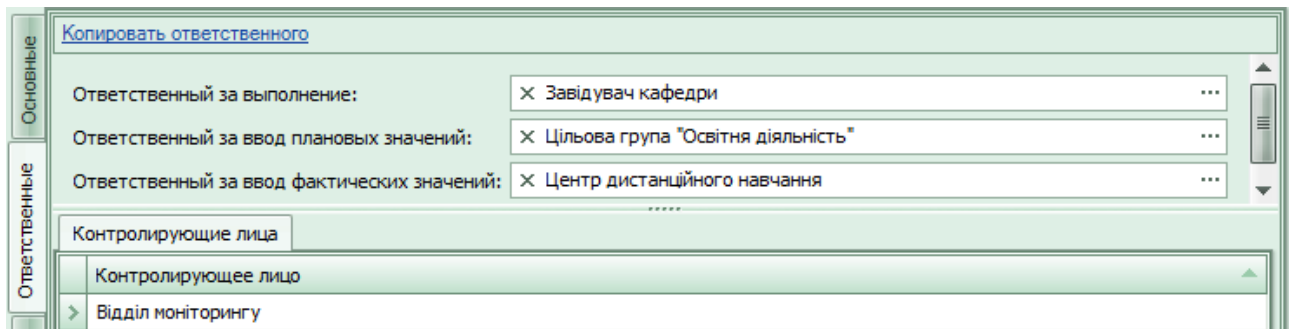 Основные
Ответственные
Копировать ответственного
Ответственный за выполнение: Завідувач кафедри
Ответственный за ввод плановых значений: Цільова група "Освітня діяльність"
Ответственный за ввод фактических значений: Центр дистанційного навчання
Контролирующие лица
Контролирующее лицо
Відділ моніторингу